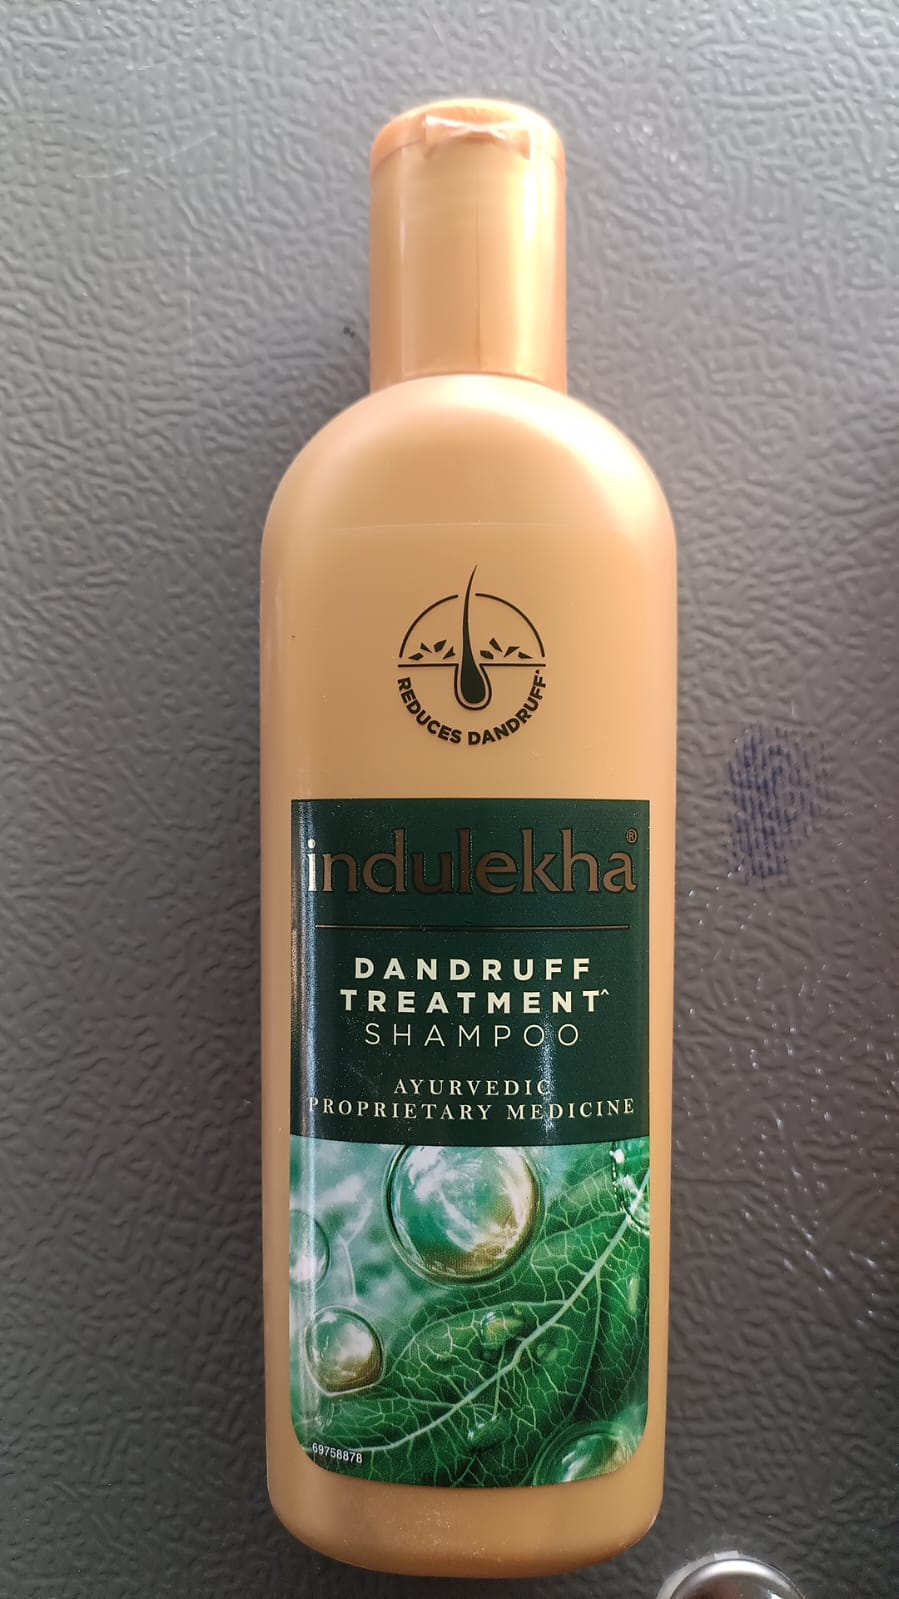 REDUCES DANDRUFF^
indulekha®
DANDRUFF
TREATMENT^
SHAMPOO
AYURVEDIC
PROPRIETARY MEDICINE
69758878